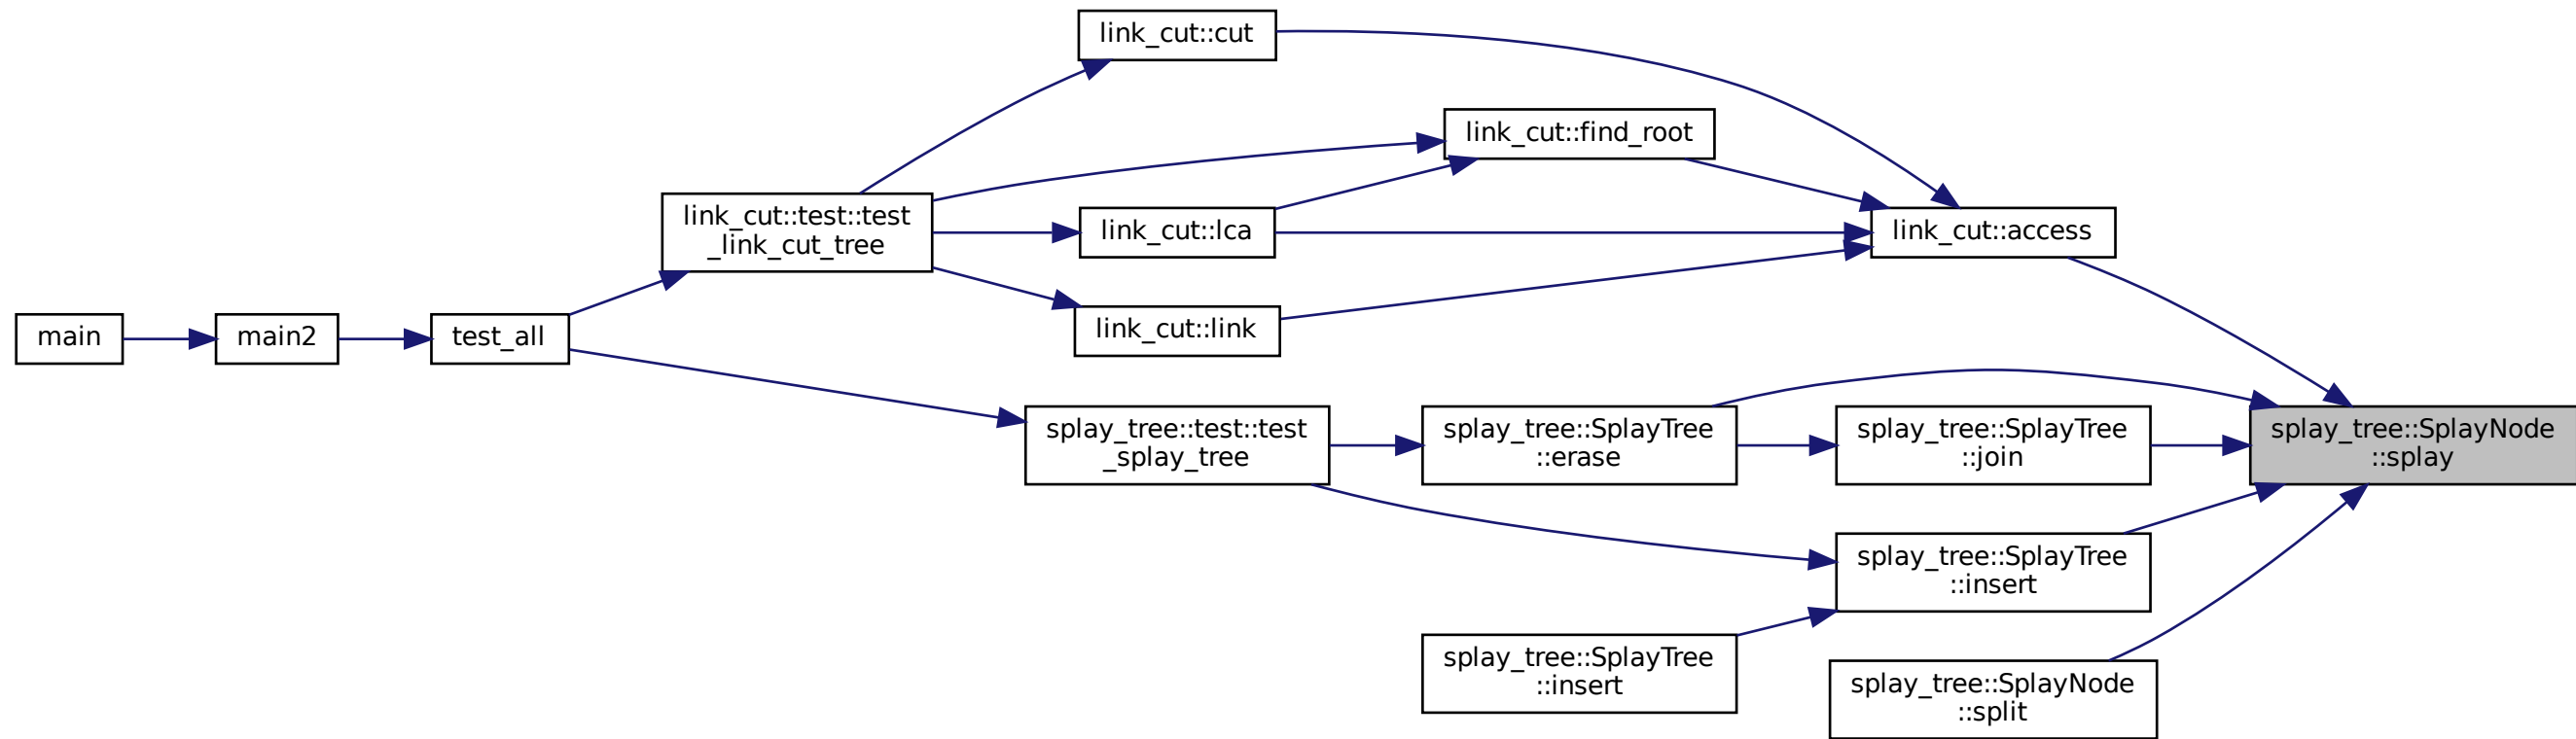 link_cut::cut
link_cut::find_root
link_cut::test::test
_link_cut_tree
link_cut::lca
link_cut::access
link_cut::link
main
main2
test_all
splay_tree::test::test
_splay_tree
splay_tree::SplayTree
::erase
splay_tree::SplayTree
::join
splay_tree::SplayNode
::splay
splay_tree::SplayTree
::insert
splay_tree::SplayTree
::insert
splay_tree::SplayNode
::split